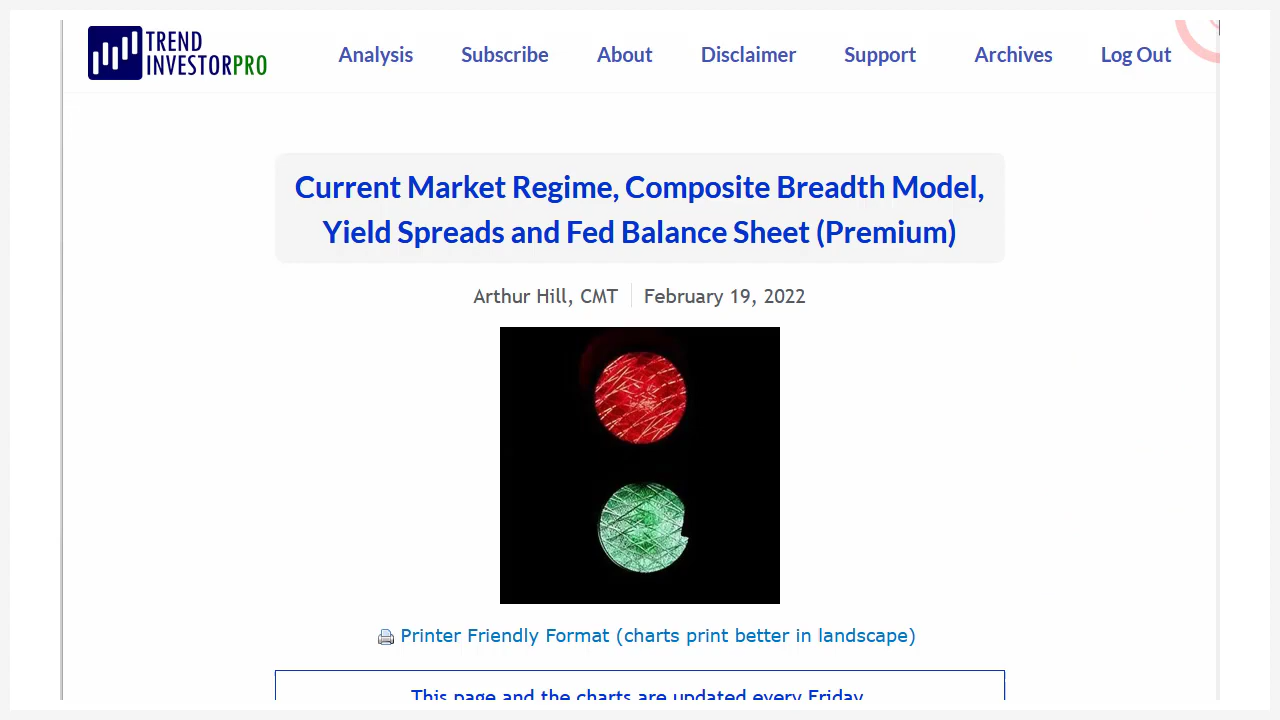 TREND
INVESTORPRO
Analysis Subscribe About Disclaimer Support Archives Log Out
Current Market Regime, Composite Breadth Model,
Yield Spreads and Fed Balance Sheet (Premium)
Arthur Hill, CMT February 19, 2022
Printer Friendly Format (charts print better in landscape)
This page and the charts are updated every Friday